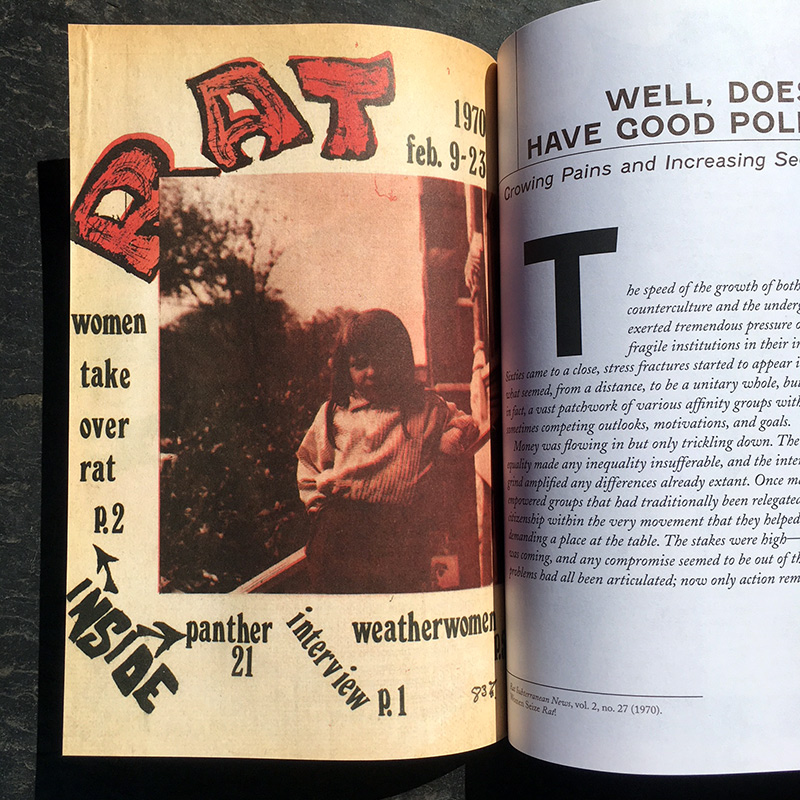 RAT
1970
feb. 9-23
women
take
over
rat
p.2
INSIDE
panther
21
interview
p.1
weatherwomen
WELL, DOES
HAVE GOOD POLI
Growing Pains and Increasing Se
The speed of the growth of both
counterculture and the underg
exerted tremendous pressure o
fragile institutions in their in
Sixties came to a close, stress fractures started to appear i
what seemed, from a distance, to be a unitary whole, bu
in fact, a vast patchwork of various affinity groups with
sometimes competing outlooks, motivations, and goals.
Money was flowing in but only trickling down. The
equality made any inequality insufferable, and the inter
grind amplified any differences already extant. Once ma
empowered groups that had traditionally been relegated
citizenship within the very movement that they helped
demanding a place at the table. The stakes were high—
was coming, and any compromise seemed to be out of th
problems had all been articulated; now only action rem
Rat Subterranean News, vol. 2, no. 27 (1970).
Women Seize Rat!